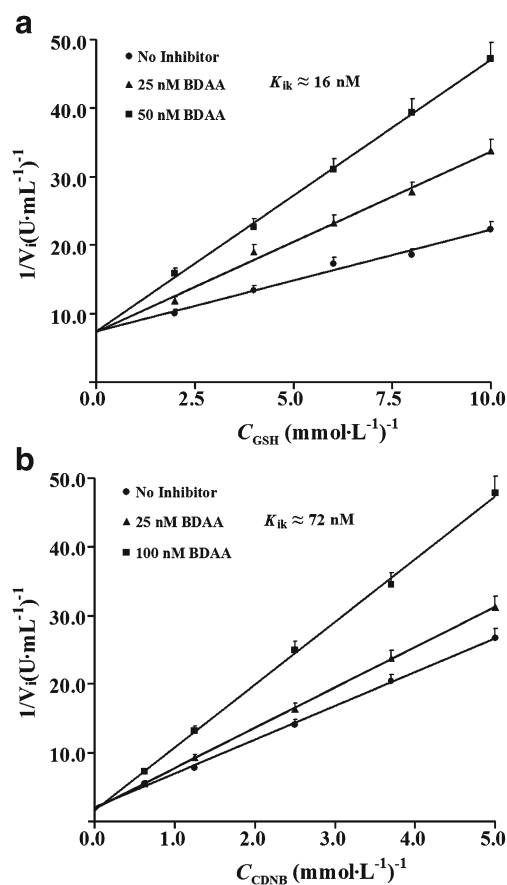 a
50.0
40.0
30.0
20.0
10.0
1/Vi(U·mL⁻¹)⁻¹
No Inhibitor
25 nM BDAA
50 nM BDAA
Kik ≈ 16 nM
0.0 2.5 5.0 7.5 10.0
CGSH (mmol·L⁻¹)⁻¹
b
50.0
40.0
30.0
20.0
10.0
1/Vi(U·mL⁻¹)⁻¹
No Inhibitor
25 nM BDAA
100 nM BDAA
Kik ≈ 72 nM
0.0 1.0 2.0 3.0 4.0 5.0
CCDNB (mmol·L⁻¹)⁻¹